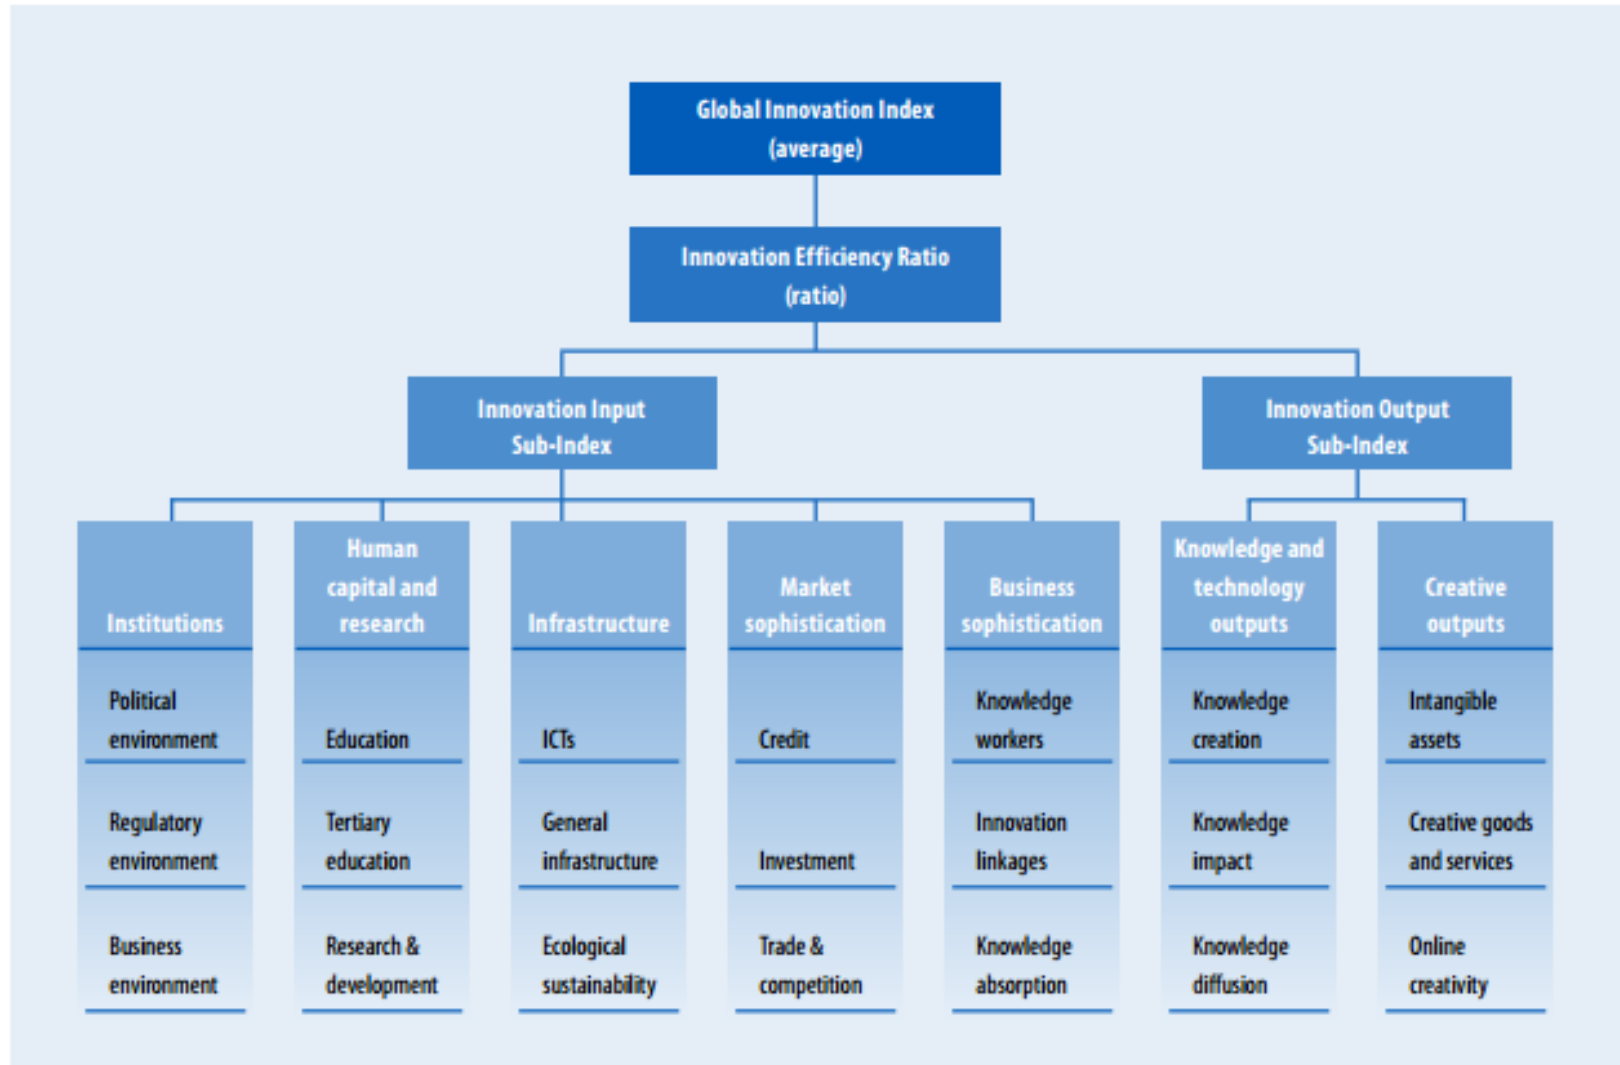 Global Innovation Index
(average)
Innovation Efficiency Ratio
(ratio)
Innovation Input
Sub-Index
Innovation Output
Sub-Index
Institutions
Human
capital and
research
Infrastructure
Market
sophistication
Business
sophistication
Knowledge and
technology
outputs
Creative
outputs
Political
environment
Education
ICTs
Credit
Knowledge
workers
Knowledge
creation
Intangible
assets
Regulatory
environment
Tertiary
education
General
infrastructure
Investment
Innovation
linkages
Knowledge
impact
Creative goods
and services
Business
environment
Research &
development
Ecological
sustainability
Trade &
competition
Knowledge
absorption
Knowledge
diffusion
Online
creativity